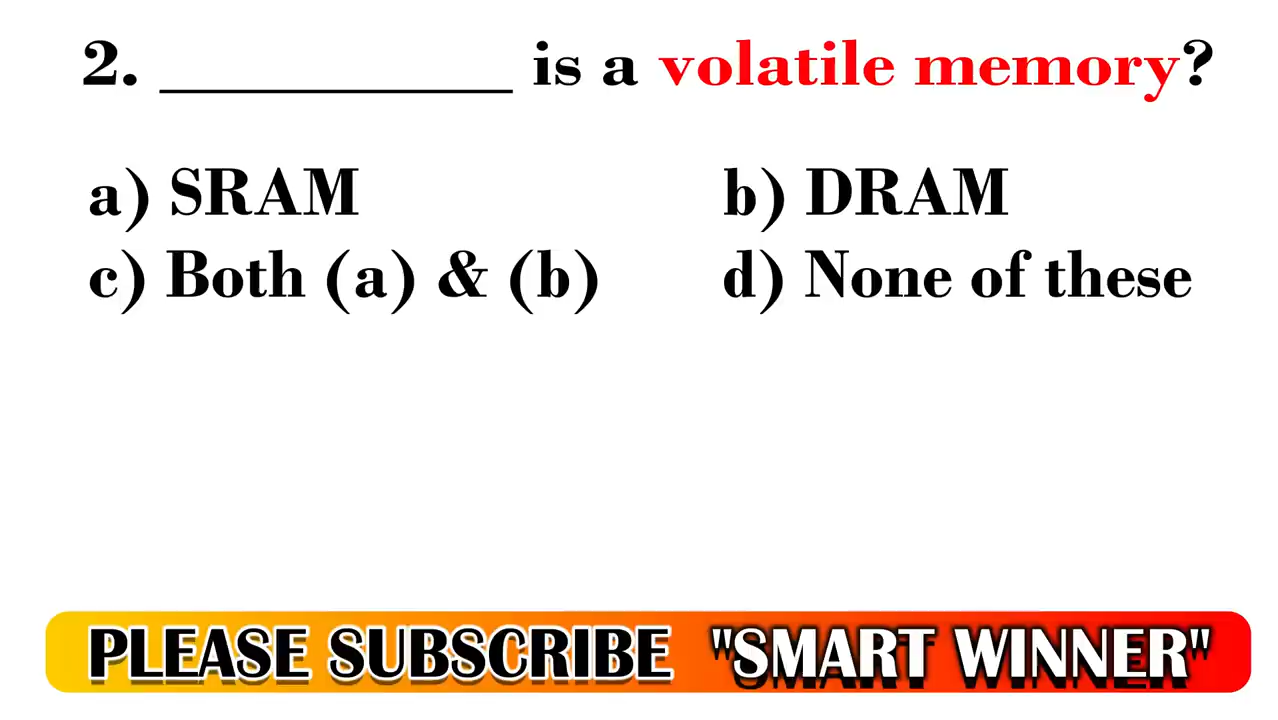 2. __________ is a volatile memory?
a) SRAM b) DRAM
c) Both (a) & (b) d) None of these
PLEASE SUBSCRIBE "SMART WINNER"